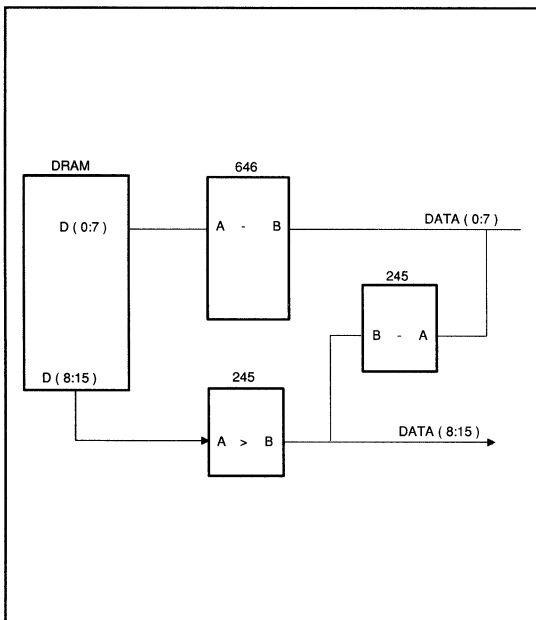 DRAM
646
D ( 0:7 )
A - B
DATA ( 0:7 )
245
B - A
D ( 8:15 )
245
A > B
DATA ( 8:15 )